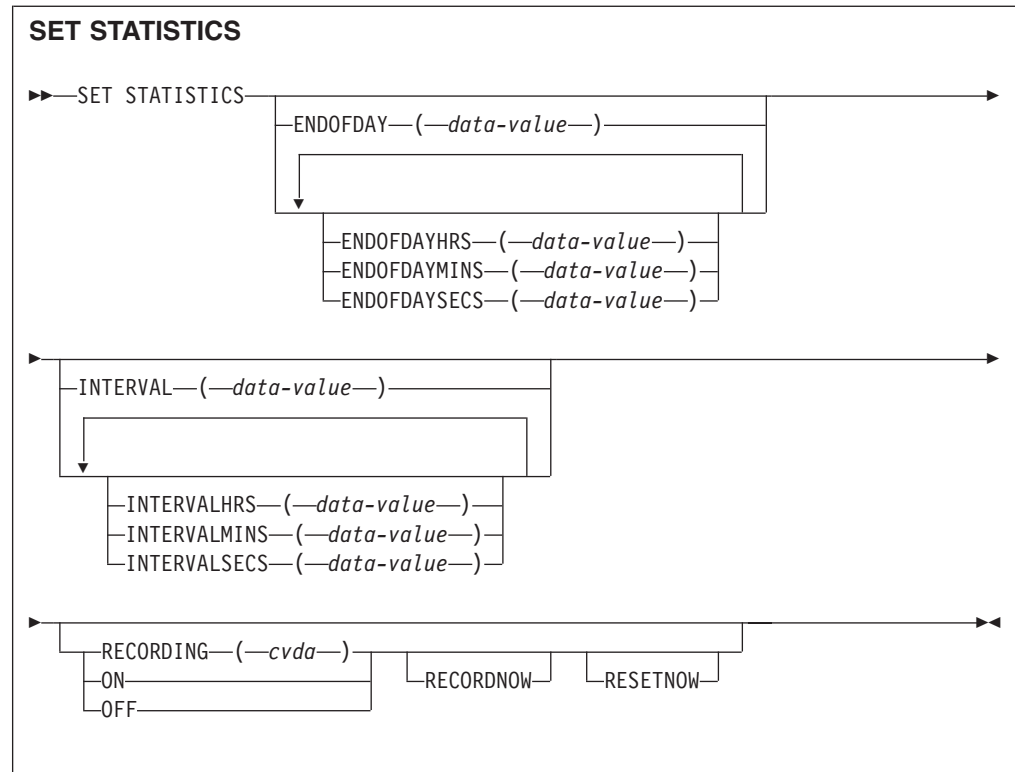 SET STATISTICS
SET STATISTICS
ENDOFDAY ( data-value )
ENDOFDAYHRS ( data-value )
ENDOFDAYMINS ( data-value )
ENDOFDAYSECS ( data-value )
INTERVAL ( data-value )
INTERVALHRS ( data-value )
INTERVALMINS ( data-value )
INTERVALSECS ( data-value )
RECORDING ( cvda )
ON
OFF
RECORDNOW
RESETNOW